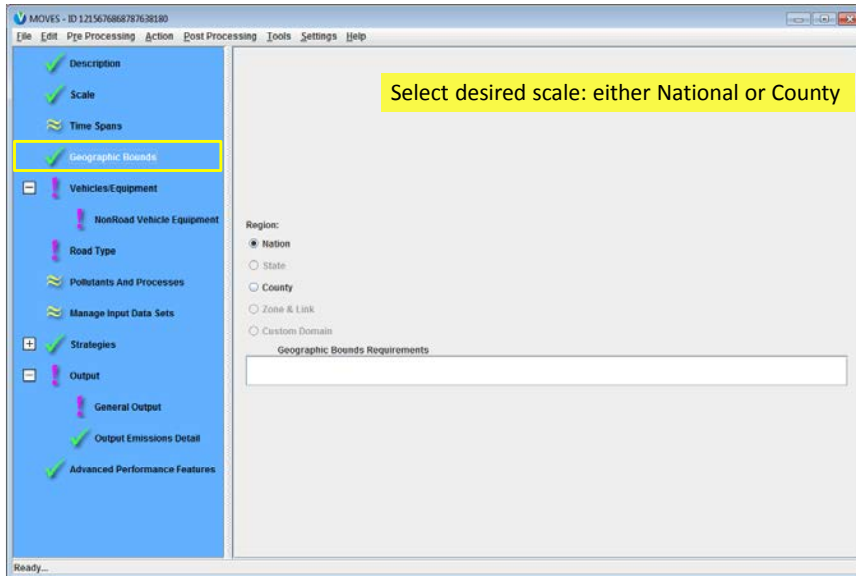 MOVES - ID 1215676868787638180
File Edit Pre Processing Action Post Processing Tools Settings Help
Description
Scale
Time Spans
Geographic Bounds
Vehicles/Equipment
NonRoad Vehicle Equipment
Road Type
Pollutants And Processes
Manage Input Data Sets
Strategies
Output
General Output
Output Emissions Detail
Advanced Performance Features
Select desired scale: either National or County
Region:
Nation
State
County
Zone & Link
Custom Domain
Geographic Bounds Requirements
Ready...